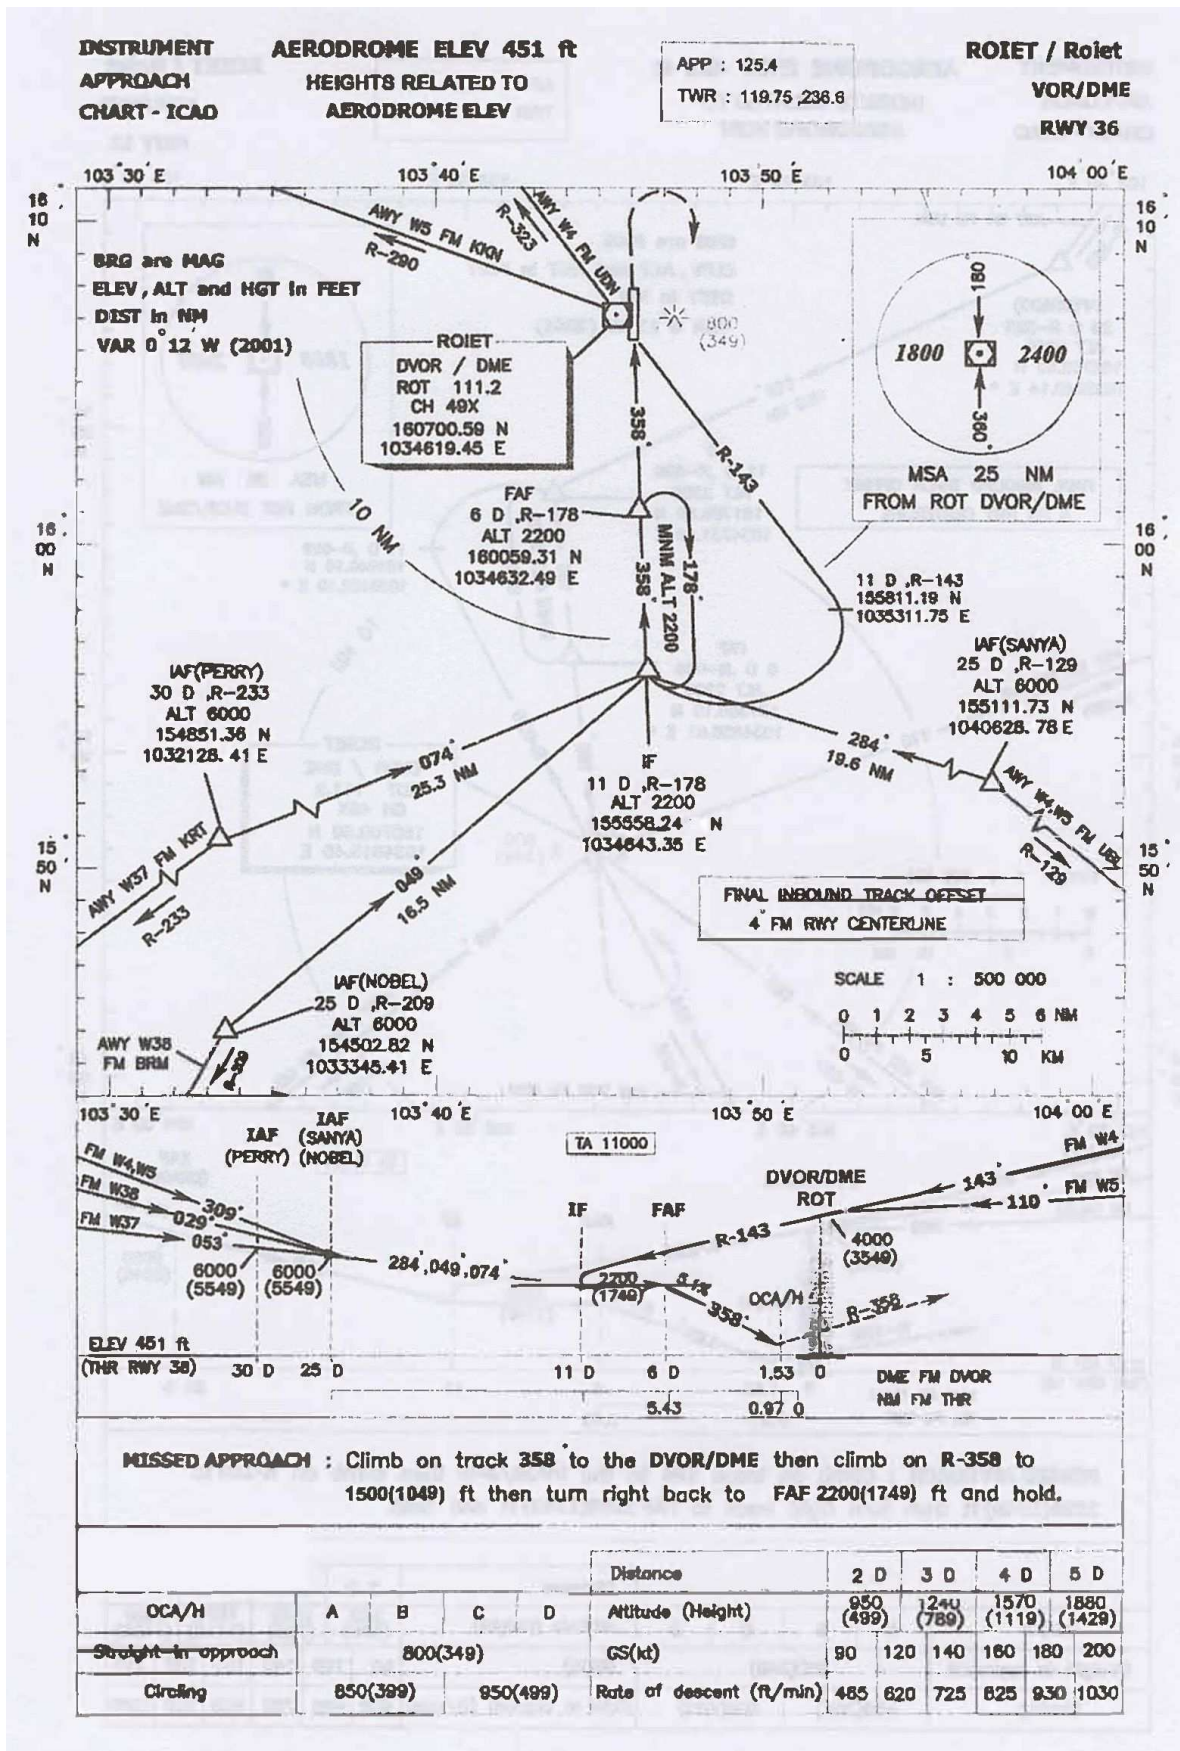 INSTRUMENT
APPROACH
CHART - ICAO
AERODROME ELEV 451 ft
HEIGHTS RELATED TO
AERODROME ELEV
APP : 125.4
TWR : 119.75 ,236.6
ROIET / Roiet
VOR/DME
RWY 36
103° 30' E
103° 40' E
103° 50' E
104° 00' E
16°
10'
N
16°
10'
N
BRG are MAG
ELEV, ALT and HGT in FEET
DIST in NM
VAR 0° 12' W (2001)
AWY W5 FM KKN
R-290
AWY W4 FM UDN
R-323
800
(349)
ROIET
DVOR / DME
ROT 111.2
CH 49X
160700.59 N
1034619.45 E
180°
1800
2400
360°
MSA 25 NM
FROM ROT DVOR/DME
358°
R-143
10 NM
FAF
6 D ,R-178
ALT 2200
160059.31 N
1034632.49 E
358°
178°
MNM ALT 2200
16°
00'
N
16°
00'
N
11 D ,R-143
155811.19 N
1035311.75 E
IAF(SANYA)
25 D ,R-129
ALT 6000
155111.73 N
1040628.78 E
IAF(PERRY)
30 D ,R-233
ALT 6000
154851.36 N
1032128.41 E
074°
25.3 NM
284°
19.6 NM
IF
11 D ,R-178
ALT 2200
155558.24 N
1034643.35 E
AWY W4,W5 FM UBL
R-129
AWY W37 FM KRT
R-233
049°
16.5 NM
15°
50'
N
15°
50'
N
FINAL INBOUND TRACK OFFSET
4° FM RWY CENTERLINE
SCALE 1 : 500 000
0 1 2 3 4 5 6 NM
0 5 10 KM
IAF(NOBEL)
25 D ,R-209
ALT 6000
154502.82 N
1033345.41 E
AWY W38
FM BRM
R-209
103° 30' E
103° 40' E
103° 50' E
104° 00' E
IAF
(PERRY)
IAF
(SANYA)
(NOBEL)
TA 11000
FM W4,W5
309°
FM W38
029°
FM W37
053°
6000
(5549)
6000
(5549)
284°,049°,074°
IF
FAF
DVOR/DME
ROT
FM W4
143°
FM W5
110°
R-143
4000
(3549)
2200
(1749)
5.1%
358°
OCA/H
R-358
ELEV 451 ft
(THR RWY 36)
30 D
25 D
11 D
6 D
1.53
0
DME FM DVOR
5.43
0.97
0
NM FM THR
MISSED APPROACH : Climb on track 358° to the DVOR/DME then climb on R-358 to
1500(1049) ft then turn right back to FAF 2200(1749) ft and hold.
Distance 2 D 3 D 4 D 5 D
OCA/H A B C D
Altitude (Height) 950 (499) 1240 (789) 1570 (1119) 1880 (1429)
Straight-in approach 800(349)
GS(kt) 90 120 140 160 180 200
Circling 850(399) 950(499)
Rate of descent (ft/min) 465 620 725 825 930 1030